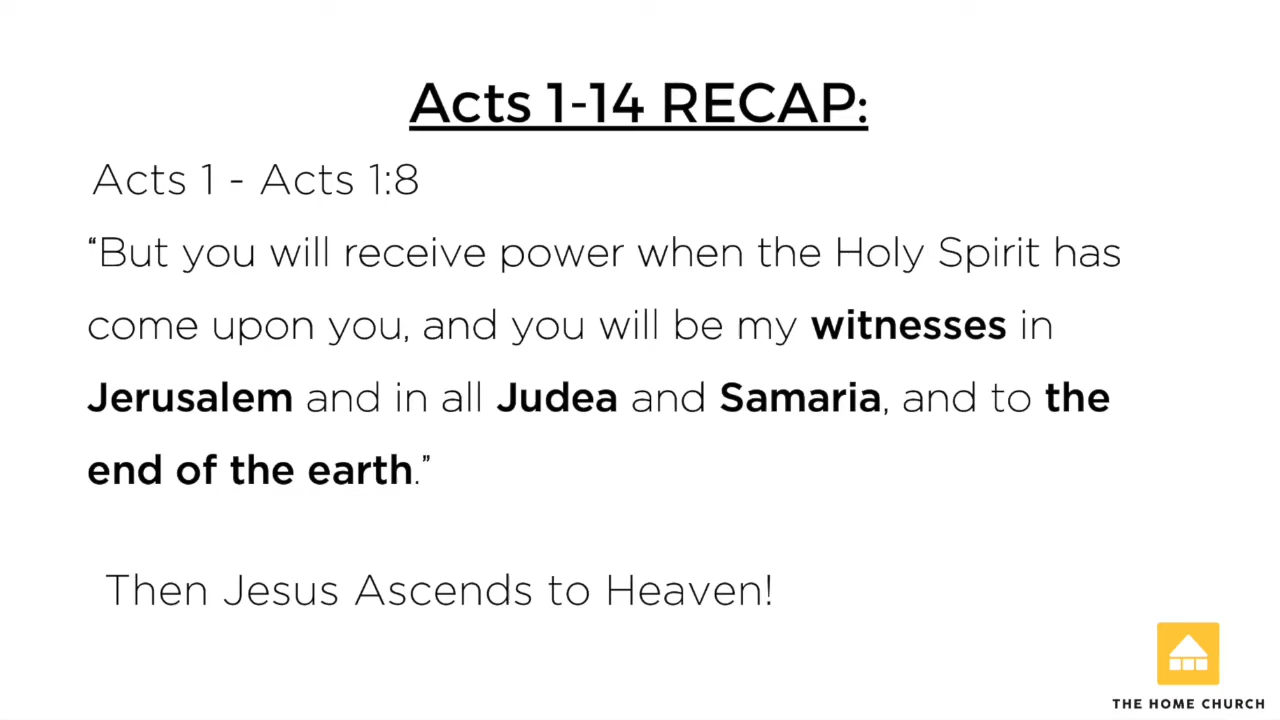 Acts 1-14 RECAP:
Acts 1 - Acts 1:8
“But you will receive power when the Holy Spirit has
come upon you, and you will be my witnesses in
Jerusalem and in all Judea and Samaria, and to the
end of the earth.”
Then Jesus Ascends to Heaven!
THE HOME CHURCH